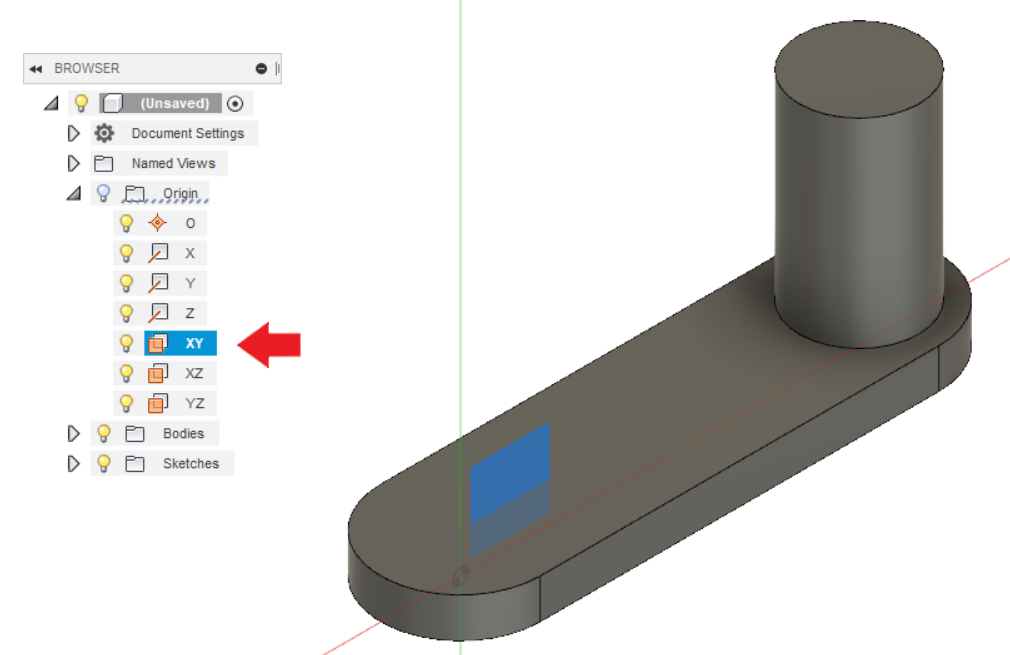 BROWSER
(Unsaved)
Document Settings
Named Views
Origin
O
X
Y
Z
XY
XZ
YZ
Bodies
Sketches